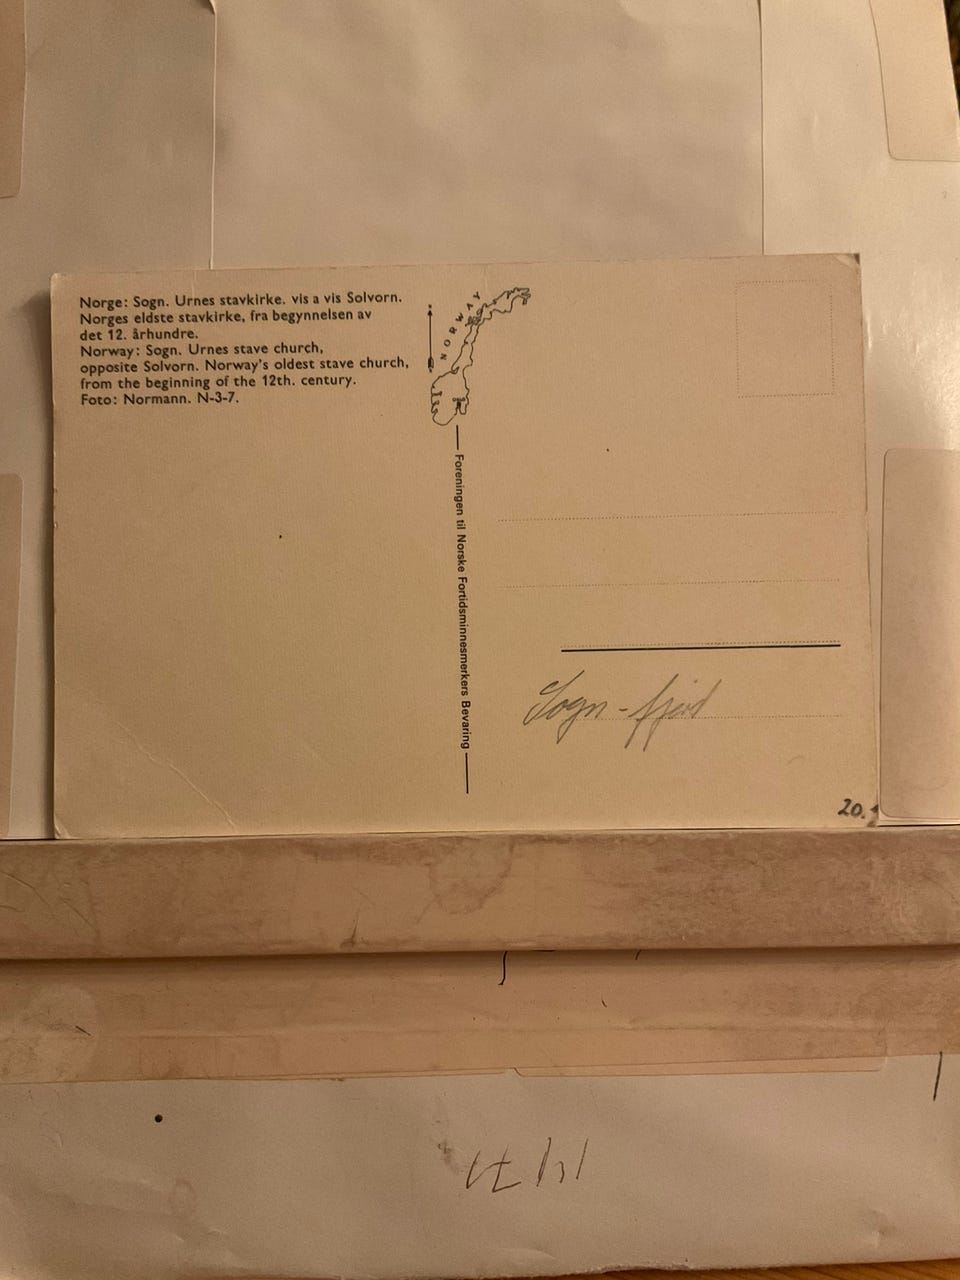 Norge: Sogn. Urnes stavkirke. vis a vis Solvorn.
Norges eldste stavkirke, fra begynnelsen av
det 12. århundre.
Norway: Sogn. Urnes stave church,
opposite Solvorn. Norway's oldest stave church,
from the beginning of the 12th. century.
Foto: Normann. N-3-7.
NORWAY
Foreningen til Norske Fortidsminnesmerkers Bevaring
Sogn-fjord
20.